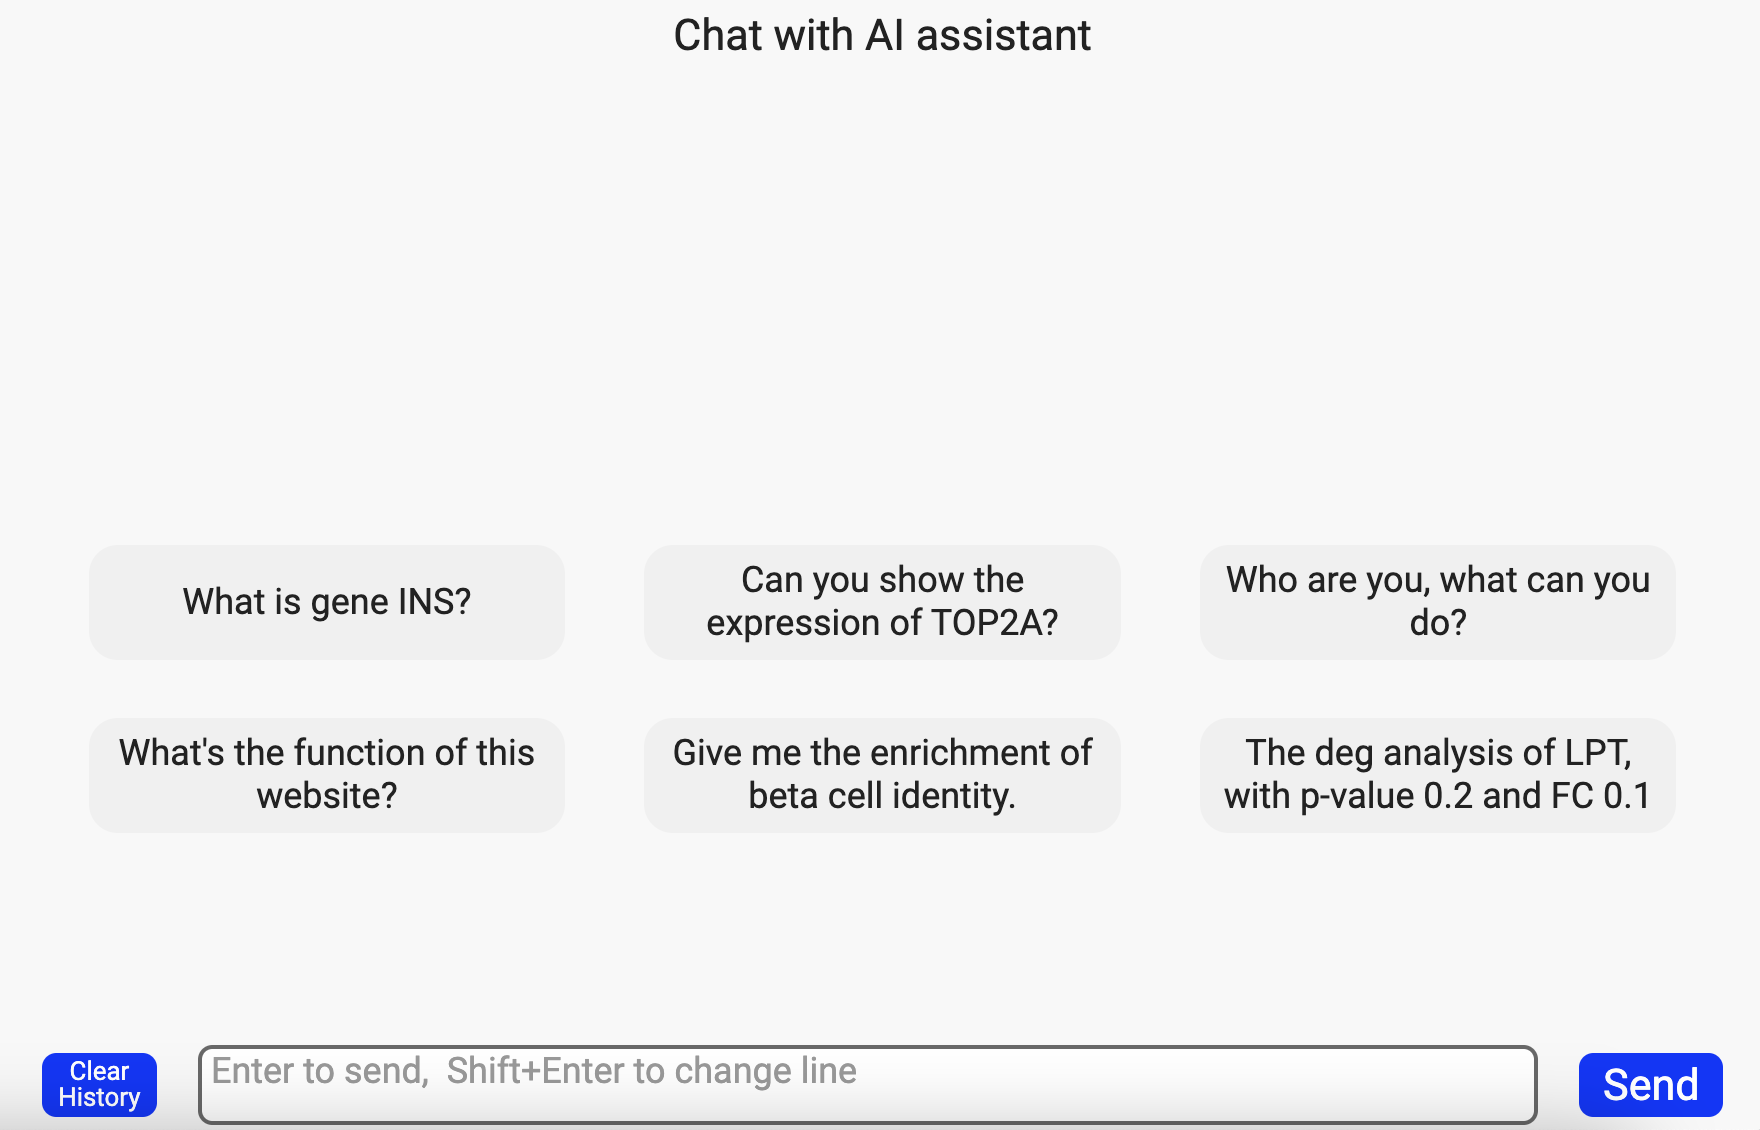 Chat with AI assistant
What is gene INS?
Can you show the
expression of TOP2A?
Who are you, what can you
do?
What's the function of this
website?
Give me the enrichment of
beta cell identity.
The deg analysis of LPT,
with p-value 0.2 and FC 0.1
Clear
History
Enter to send,  Shift+Enter to change line
Send